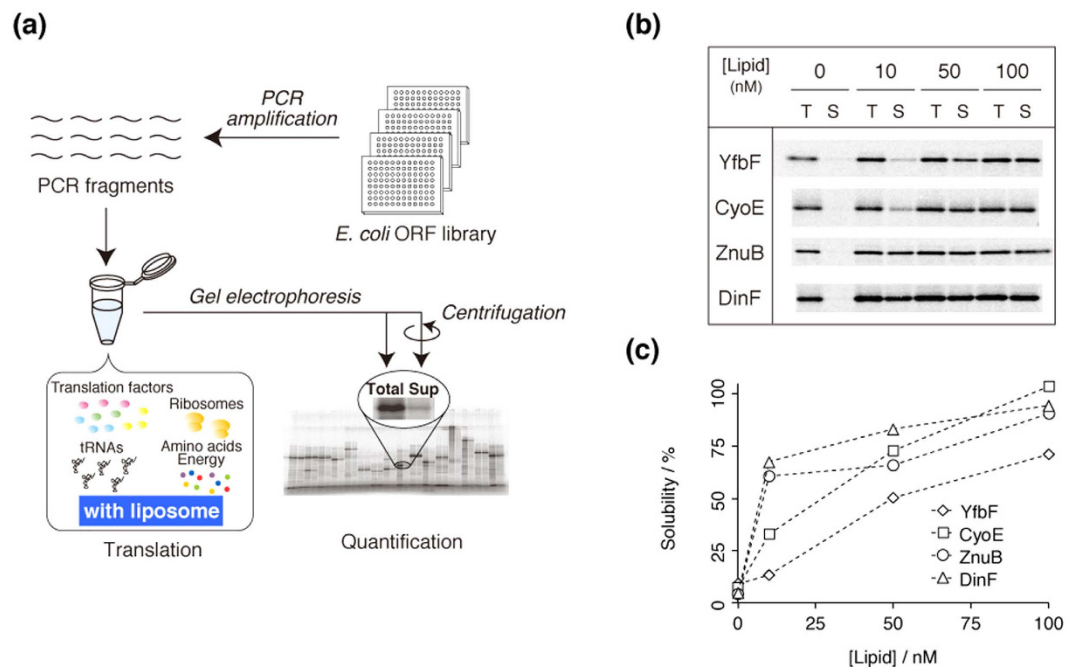 (a)
PCR
amplification
PCR fragments
E. coli ORF library
Gel electrophoresis
Centrifugation
Translation factors
Ribosomes
tRNAs
Amino acids
Energy
with liposome
Translation
Total Sup
Quantification
(b)
[Lipid] 0 10 50 100
(nM)
T S T S T S T S
YfbF
CyoE
ZnuB
DinF
(c)
Solubility / %
100
75
50
25
0
YfbF
CyoE
ZnuB
DinF
0 25 50 75 100
[Lipid] / nM